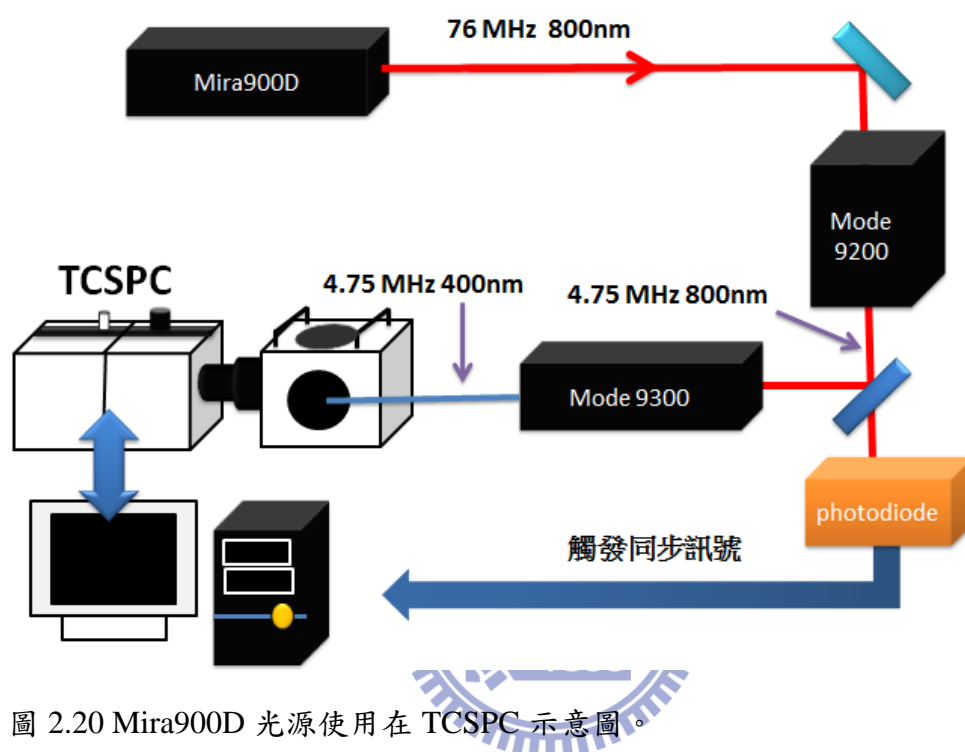 76 MHz 800nm
Mira900D
Mode
9200
TCSPC
4.75 MHz 400nm
4.75 MHz 800nm
Mode 9300
photodiode
觸發同步訊號
圖 2.20 Mira900D 光源使用在 TCSPC 示意圖。